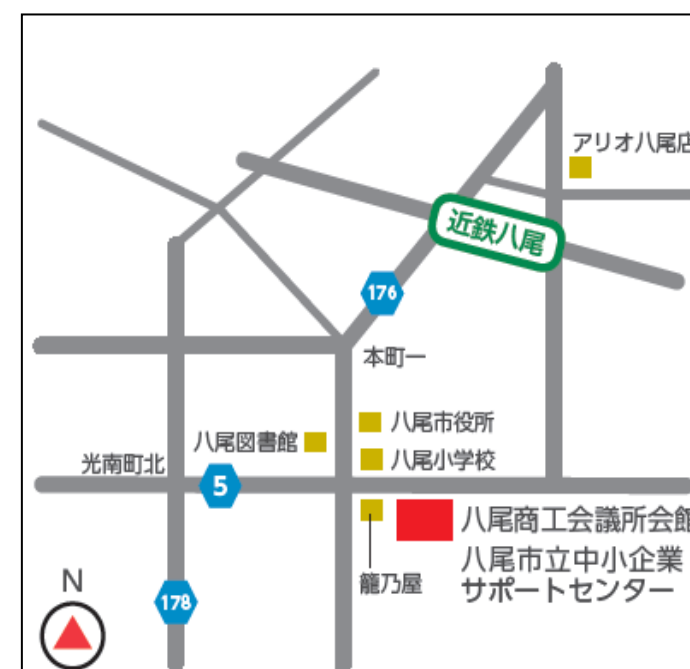 アリオ八尾店
近鉄八尾
176
本町一
八尾市役所
八尾図書館
八尾小学校
光南町北
5
八尾商工会議所会館
八尾市立中小企業
サポートセンター
籠乃屋
N
178